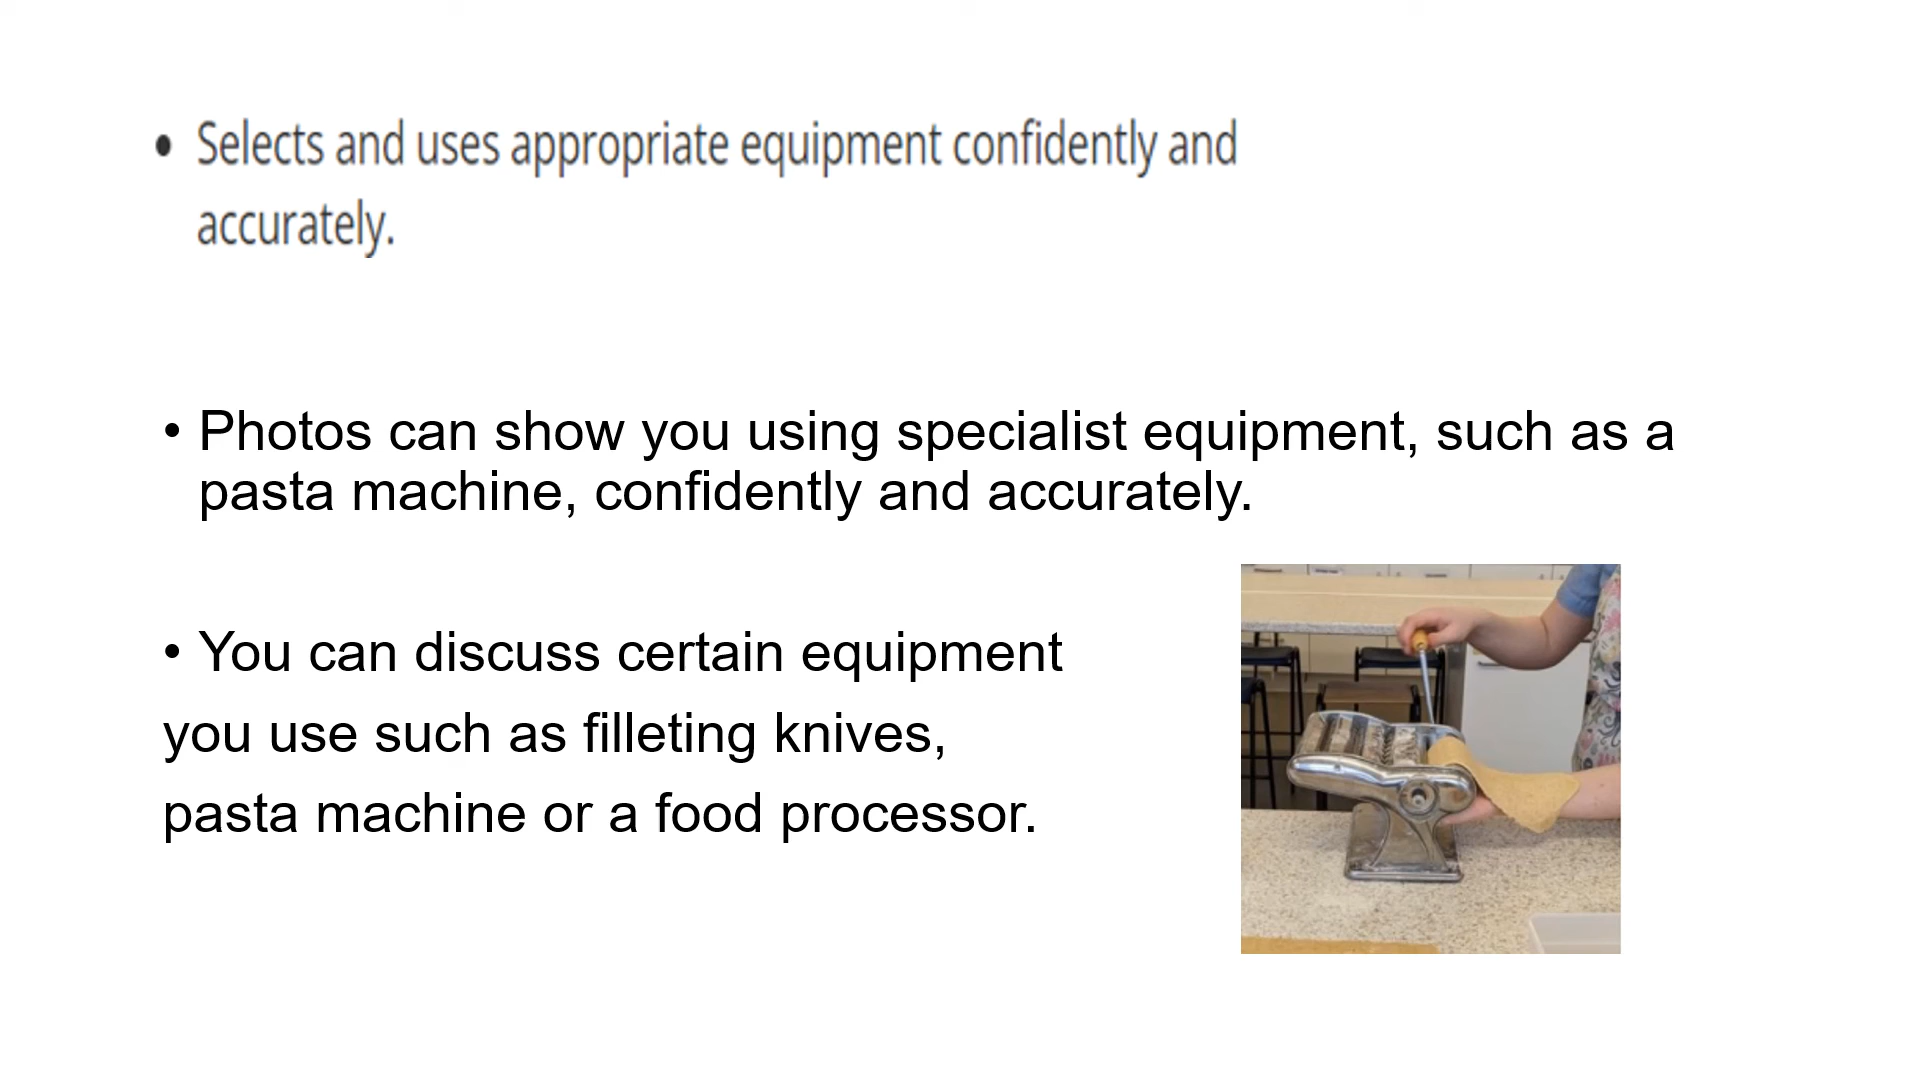 • Selects and uses appropriate equipment confidently and
accurately.
• Photos can show you using specialist equipment, such as a
pasta machine, confidently and accurately.
• You can discuss certain equipment
you use such as filleting knives,
pasta machine or a food processor.